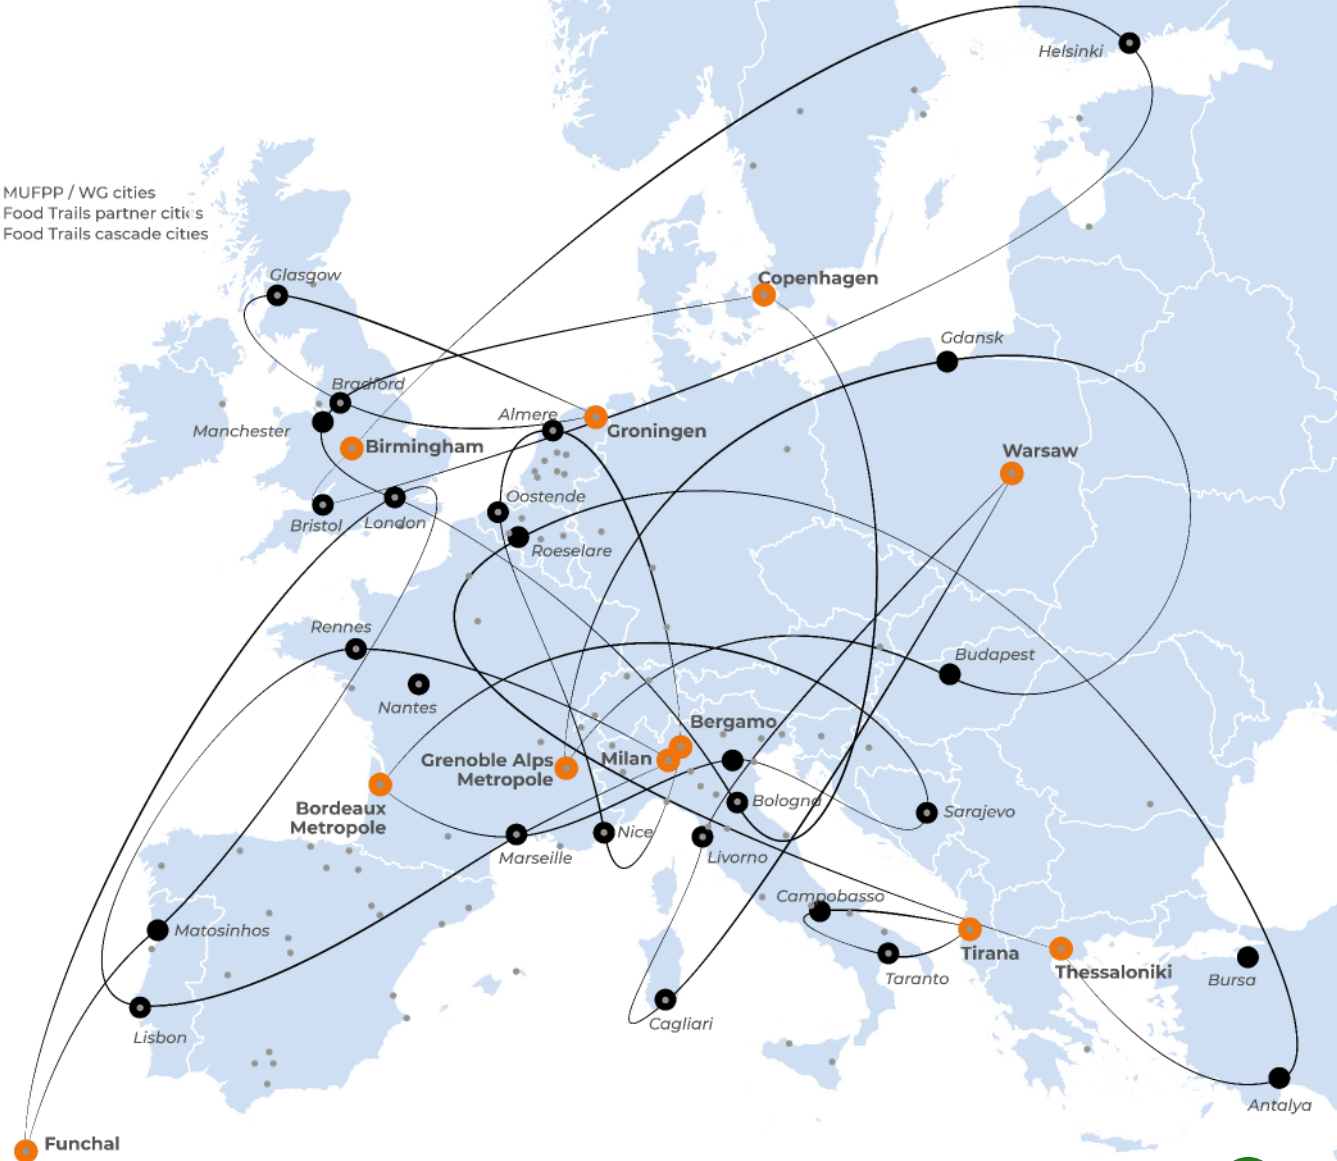 Helsinki
MUFPP / WG cities
Food Trails partner cities
Food Trails cascade cities
Glasgow
Copenhagen
Gdansk
Bradford
Almere
Manchester
Groningen
Birmingham
Warsaw
Oostende
Bristol
London
Roeselare
Rennes
Budapest
Nantes
Bergamo
Grenoble Alps
Metropole
Milan
Bordeaux
Metropole
Bologna
Sarajevo
Nice
Marseille
Livorno
Campobasso
Matosinhos
Tirana
Thessaloniki
Taranto
Bursa
Cagliari
Lisbon
Antalya
Funchal